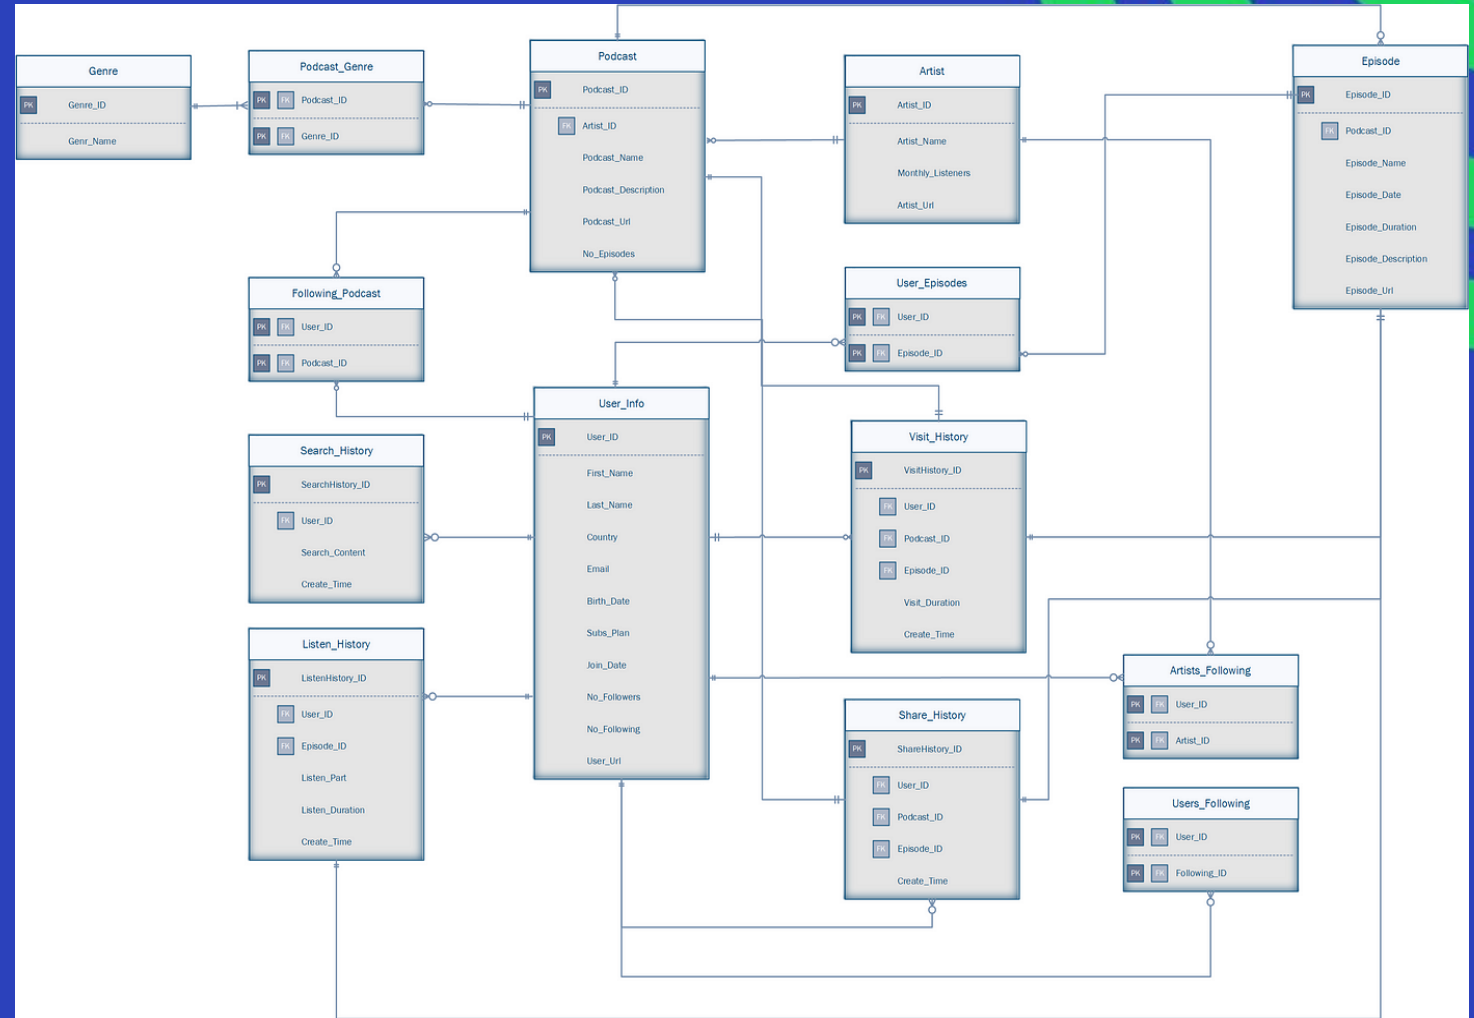 Genre
PK Genre_ID
Genr_Name
Podcast_Genre
PK FK Podcast_ID
PK FK Genre_ID
Podcast
PK Podcast_ID
FK Artist_ID
Podcast_Name
Podcast_Description
Podcast_Url
No_Episodes
Artist
PK Artist_ID
Artist_Name
Monthly_Listeners
Artist_Url
Episode
PK Episode_ID
FK Podcast_ID
Episode_Name
Episode_Date
Episode_Duration
Episode_Description
Episode_Url
Following_Podcast
PK FK User_ID
PK FK Podcast_ID
User_Episodes
PK FK User_ID
PK FK Episode_ID
Search_History
PK SearchHistory_ID
FK User_ID
Search_Content
Create_Time
User_Info
PK User_ID
First_Name
Last_Name
Country
Email
Birth_Date
Subs_Plan
Join_Date
No_Followers
No_Following
User_Url
Visit_History
PK VisitHistory_ID
FK User_ID
FK Podcast_ID
FK Episode_ID
Visit_Duration
Create_Time
Listen_History
PK ListenHistory_ID
FK User_ID
FK Episode_ID
Listen_Part
Listen_Duration
Create_Time
Share_History
PK ShareHistory_ID
FK User_ID
FK Podcast_ID
FK Episode_ID
Create_Time
Artists_Following
PK FK User_ID
PK FK Artist_ID
Users_Following
PK FK User_ID
PK FK Following_ID